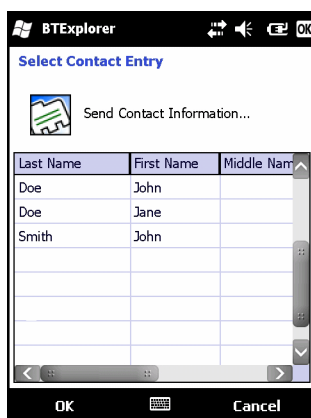 BTExplorer OK
Select Contact Entry
Send Contact Information...
Last Name First Name Middle Nam
Doe John
Doe Jane
Smith John
OK Cancel